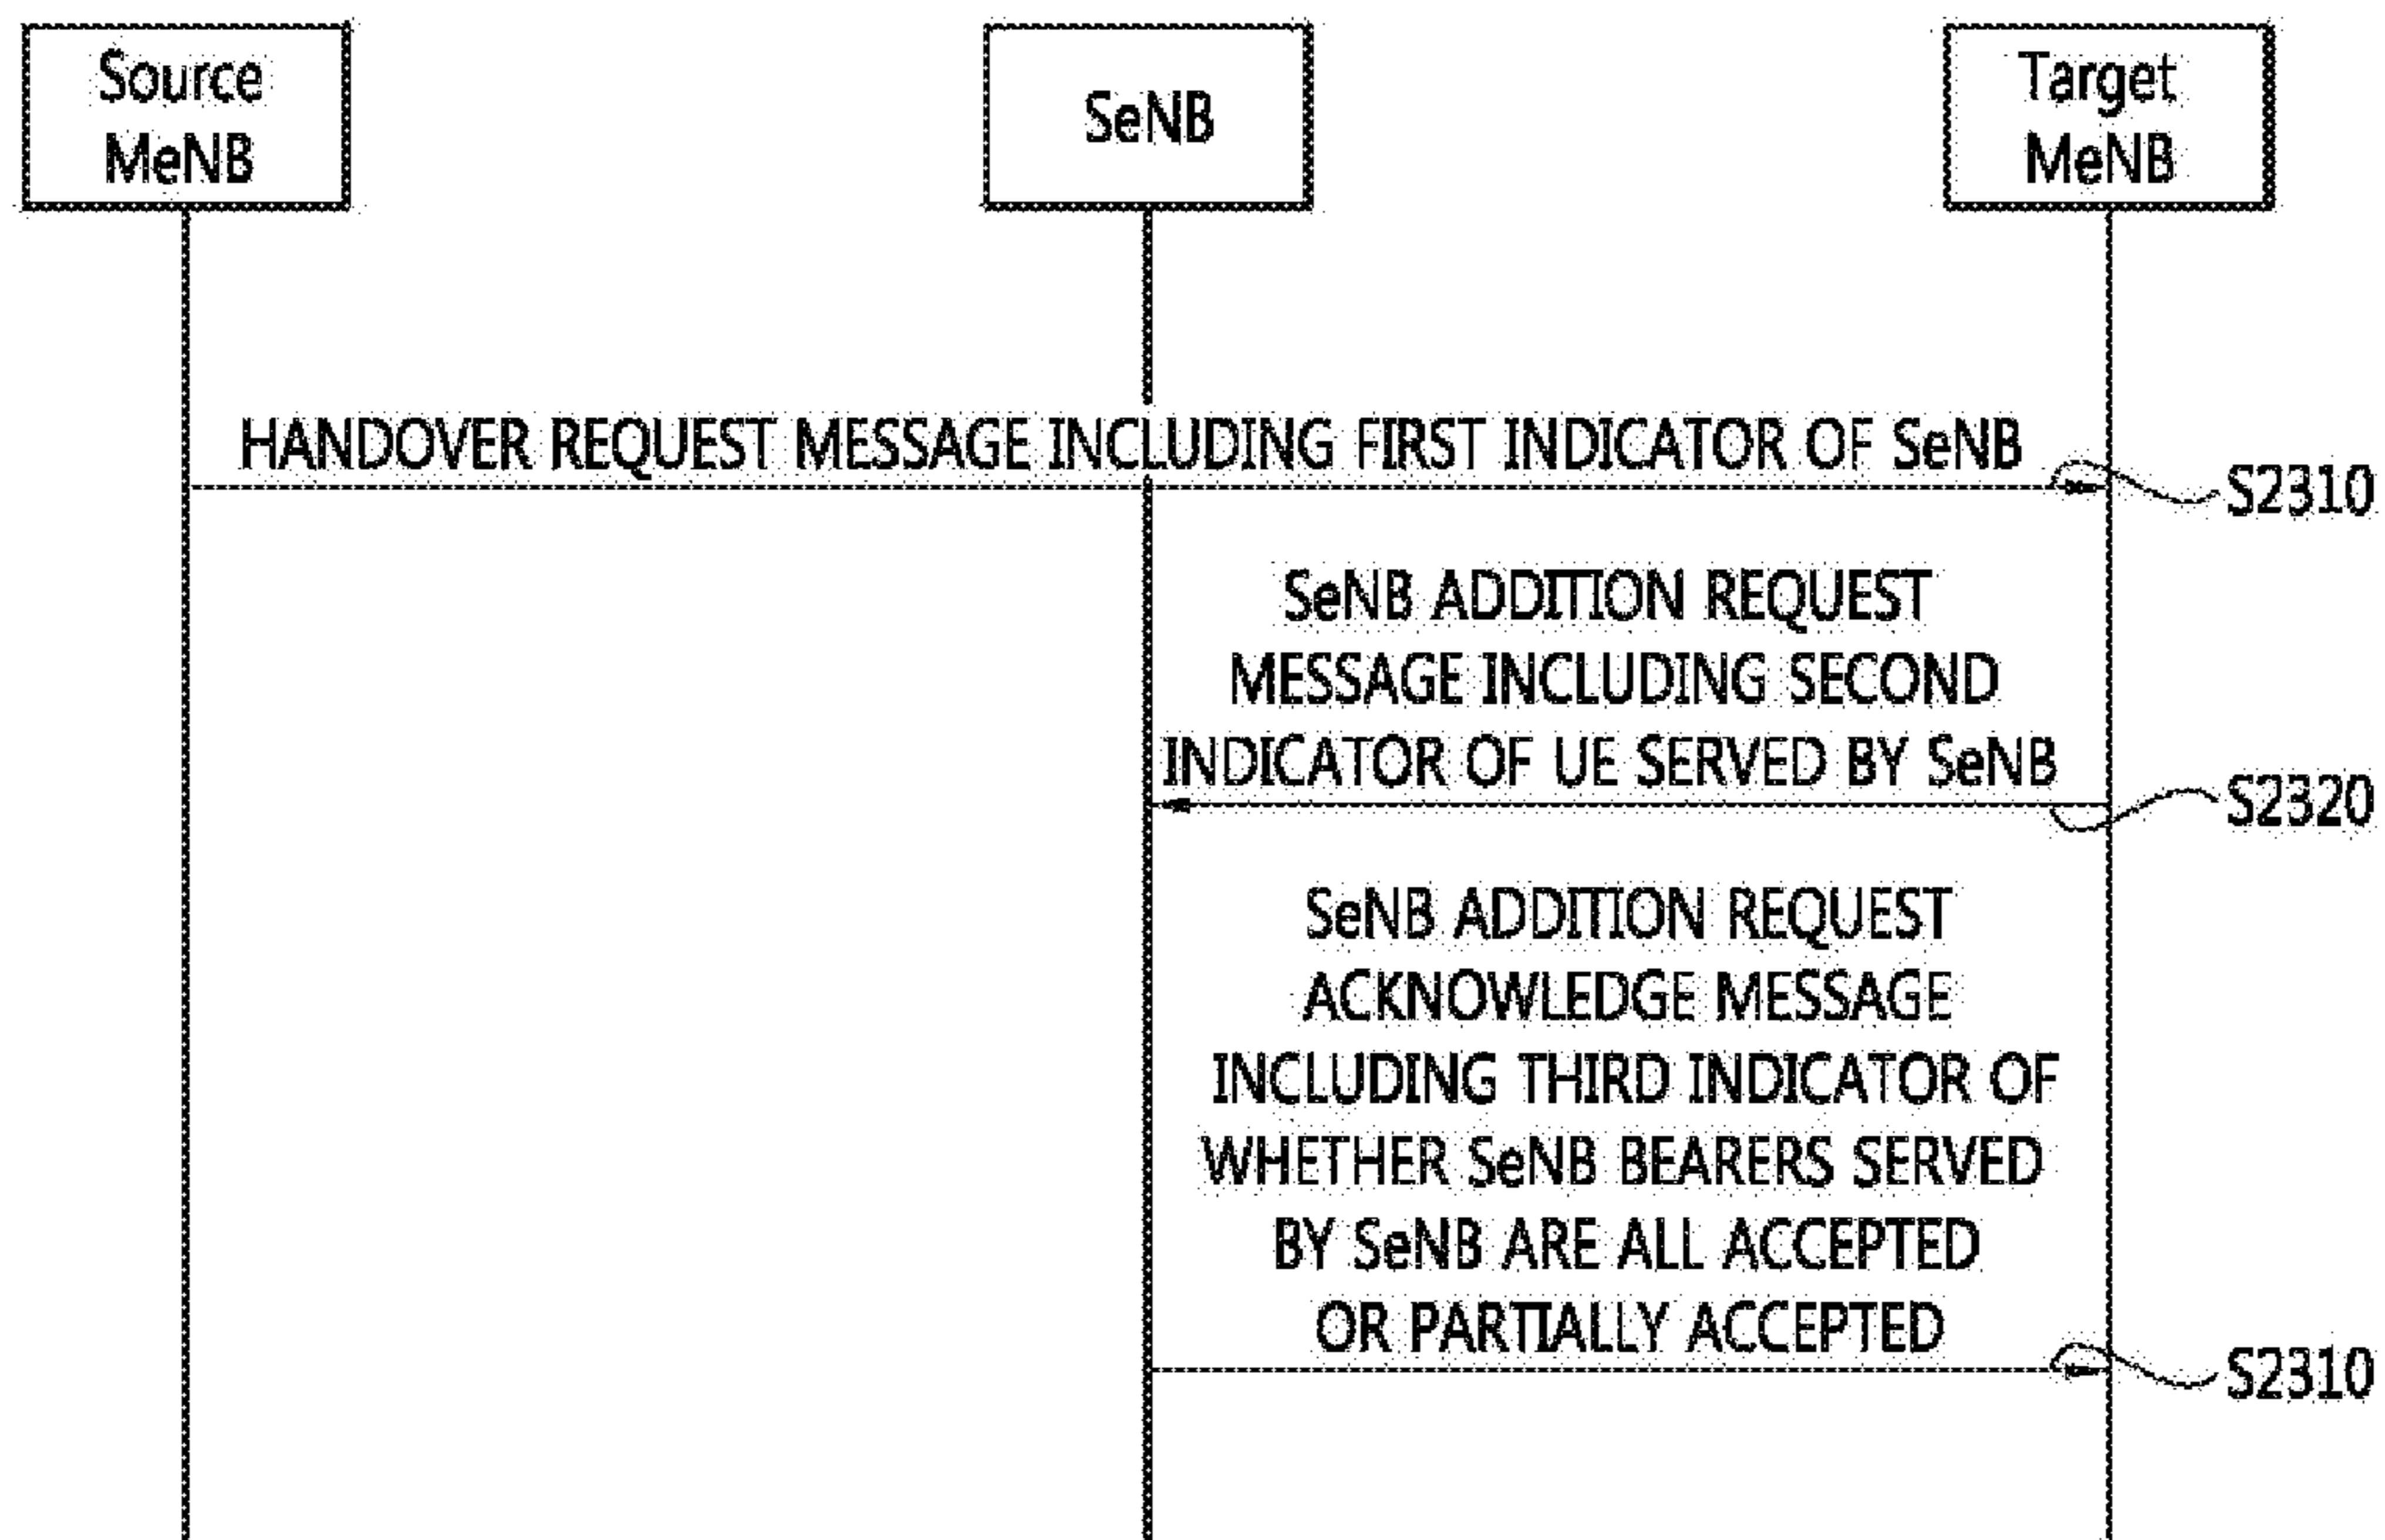 Source
MeNB
SeNB
Target
MeNB
HANDOVER REQUEST MESSAGE INCLUDING FIRST INDICATOR OF SeNB
S2310
SeNB ADDITION REQUEST
MESSAGE INCLUDING SECOND
INDICATOR OF UE SERVED BY SeNB
S2320
SeNB ADDITION REQUEST
ACKNOWLEDGE MESSAGE
INCLUDING THIRD INDICATOR OF
WHETHER SeNB BEARERS SERVED
BY SeNB ARE ALL ACCEPTED
OR PARTIALLY ACCEPTED
S2310